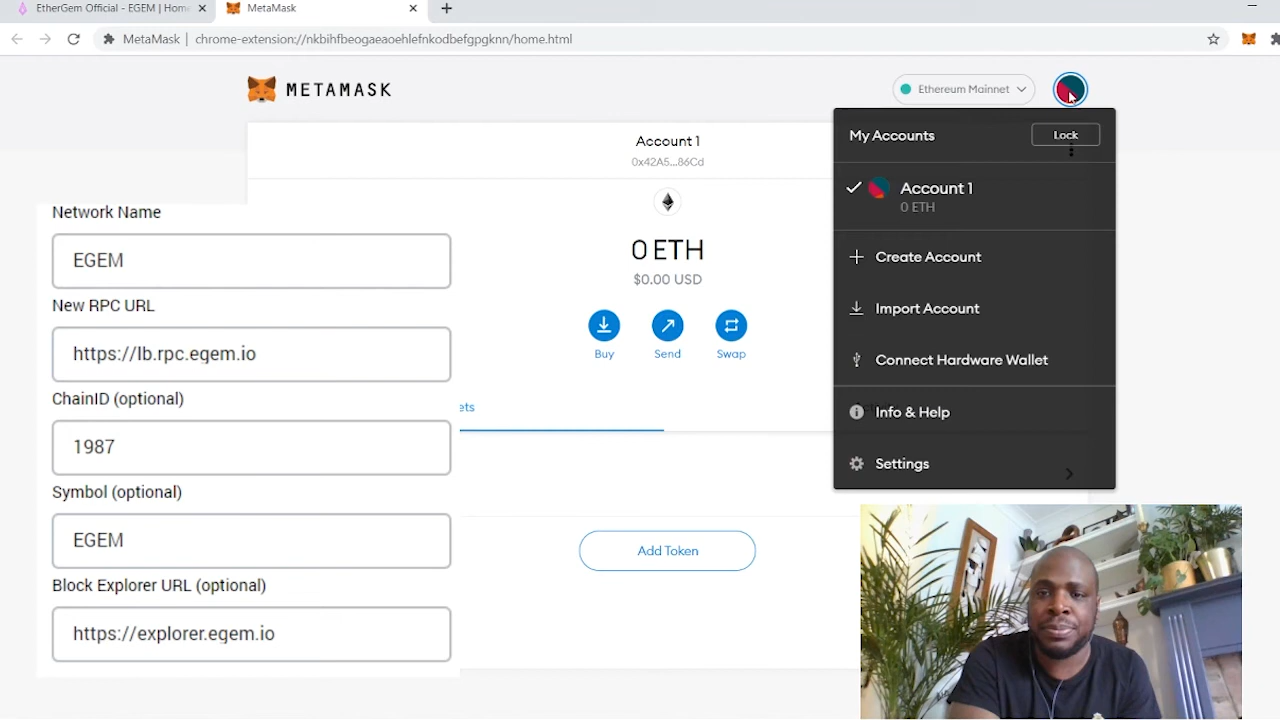 EtherGem Official - EGEM | Home
MetaMask
MetaMask | chrome-extension://nkbihfbeogaeaoehlefnkodbefgpgknn/home.html
METAMASK
Ethereum Mainnet
Account 1
0x42A5...86Cd
0 ETH
$0.00 USD
Buy
Send
Swap
ets
Add Token
My Accounts
Lock
Account 1
0 ETH
Create Account
Import Account
Connect Hardware Wallet
Info & Help
Settings
Network Name
EGEM
New RPC URL
https://lb.rpc.egem.io
ChainID (optional)
1987
Symbol (optional)
EGEM
Block Explorer URL (optional)
https://explorer.egem.io